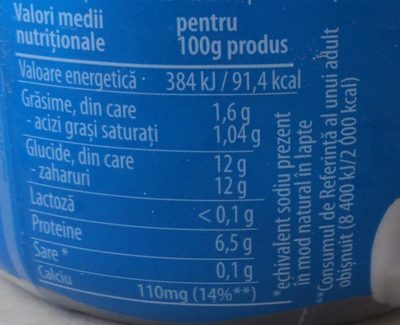 Valori medii pentru
nutriționale 100g produs
Valoare energetică 384 kJ / 91,4 kcal
Grăsime, din care 1,6 g
- acizi grași saturați 1,04 g
Glucide, din care 12 g
- zaharuri 12 g
Lactoză < 0,1 g
Proteine 6,5 g
Sare* 0,1 g
Calciu 110mg (14%**)
*echivalent sodiu prezent
in mod natural in lapte
**Consumul de Referință al unui adult
obișnuit (8 400 kJ/2 000 kcal)